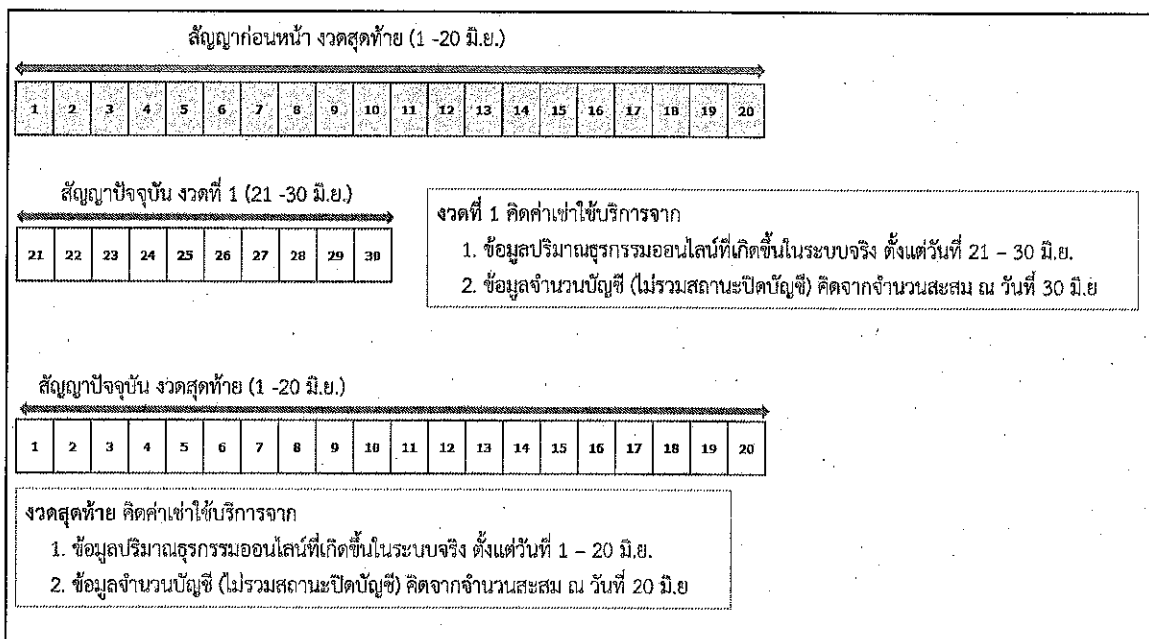 สัญญาก่อนหน้า งวดสุดท้าย (1 -20 มิ.ย.)
1 2 3 4 5 6 7 8 9 10 11 12 13 14 15 16 17 18 19 20
สัญญาปัจจุบัน งวดที่ 1 (21 -30 มิ.ย.)
21 22 23 24 25 26 27 28 29 30
งวดที่ 1 คิดค่าเช่าใช้บริการจาก
1. ข้อมูลปริมาณธุรกรรมออนไลน์ที่เกิดขึ้นในระบบจริง ตั้งแต่วันที่ 21 – 30 มิ.ย.
2. ข้อมูลจำนวนบัญชี (ไม่รวมสถานะปิดบัญชี) คิดจากจำนวนสะสม ณ วันที่ 30 มิ.ย
สัญญาปัจจุบัน งวดสุดท้าย (1 -20 มิ.ย.)
1 2 3 4 5 6 7 8 9 10 11 12 13 14 15 16 17 18 19 20
งวดสุดท้าย คิดค่าเช่าใช้บริการจาก
1. ข้อมูลปริมาณธุรกรรมออนไลน์ที่เกิดขึ้นในระบบจริง ตั้งแต่วันที่ 1 – 20 มิ.ย.
2. ข้อมูลจำนวนบัญชี (ไม่รวมสถานะปิดบัญชี) คิดจากจำนวนสะสม ณ วันที่ 20 มิ.ย